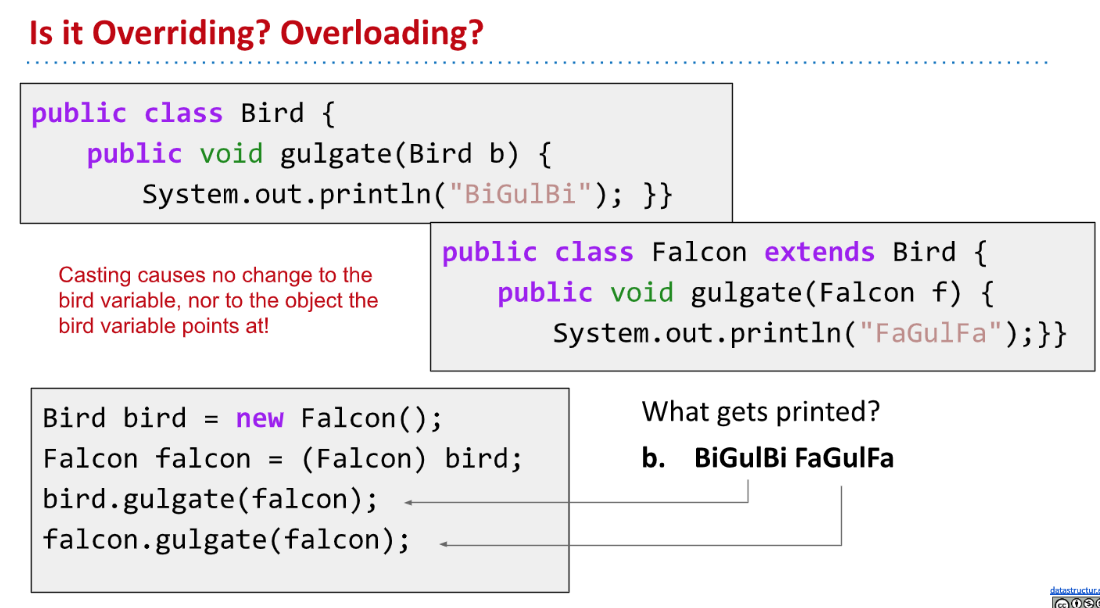 Is it Overriding? Overloading?
public class Bird {
public void gulgate(Bird b) {
System.out.println("BiGulBi"); }}
public class Falcon extends Bird {
public void gulgate(Falcon f) {
System.out.println("FaGulFa");}}
Casting causes no change to the
bird variable, nor to the object the
bird variable points at!
Bird bird = new Falcon();
Falcon falcon = (Falcon) bird;
bird.gulgate(falcon);
falcon.gulgate(falcon);
What gets printed?
b. BiGulBi FaGulFa